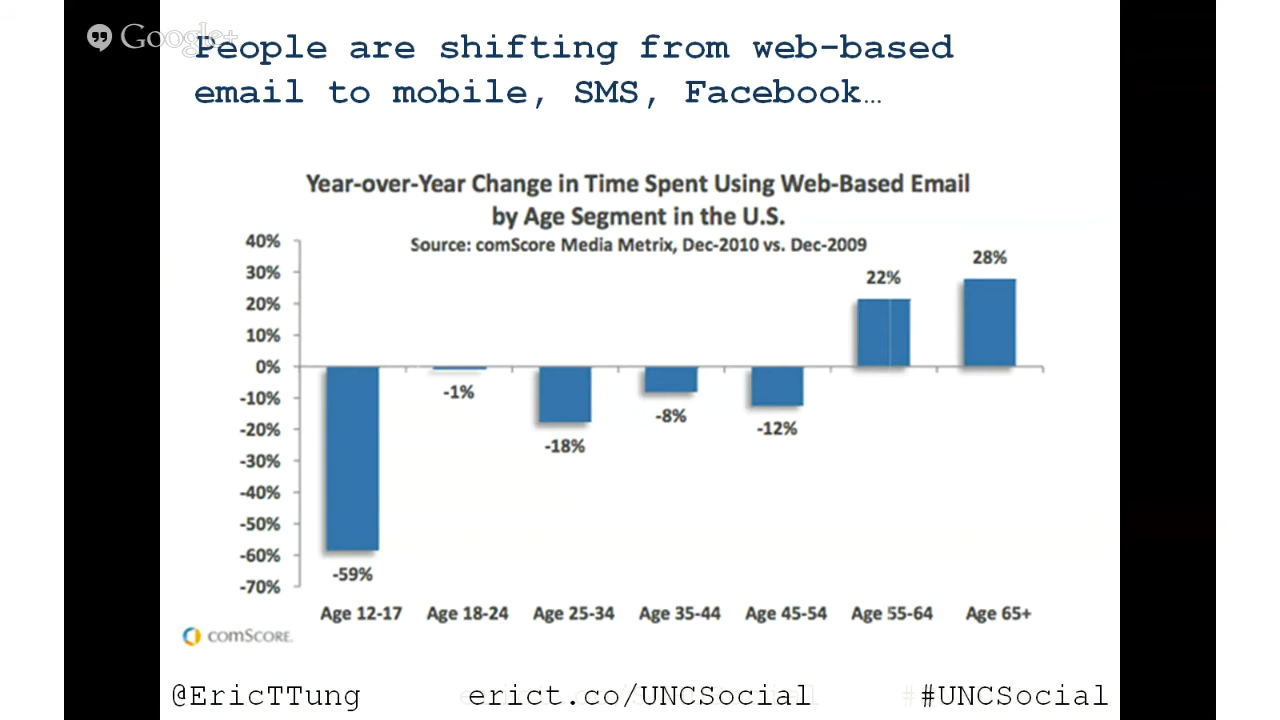 Google+
People are shifting from web-based
email to mobile, SMS, Facebook…
Year-over-Year Change in Time Spent Using Web-Based Email
by Age Segment in the U.S.
Source: comScore Media Metrix, Dec-2010 vs. Dec-2009
40%
30%
20%
10%
0%
-10%
-20%
-30%
-40%
-50%
-60%
-70%
-59%
-1%
-18%
-8%
-12%
22%
28%
Age 12-17 Age 18-24 Age 25-34 Age 35-44 Age 45-54 Age 55-64 Age 65+
comSCORE.
@EricTTung erict.co/UNCSocial #UNCSocial